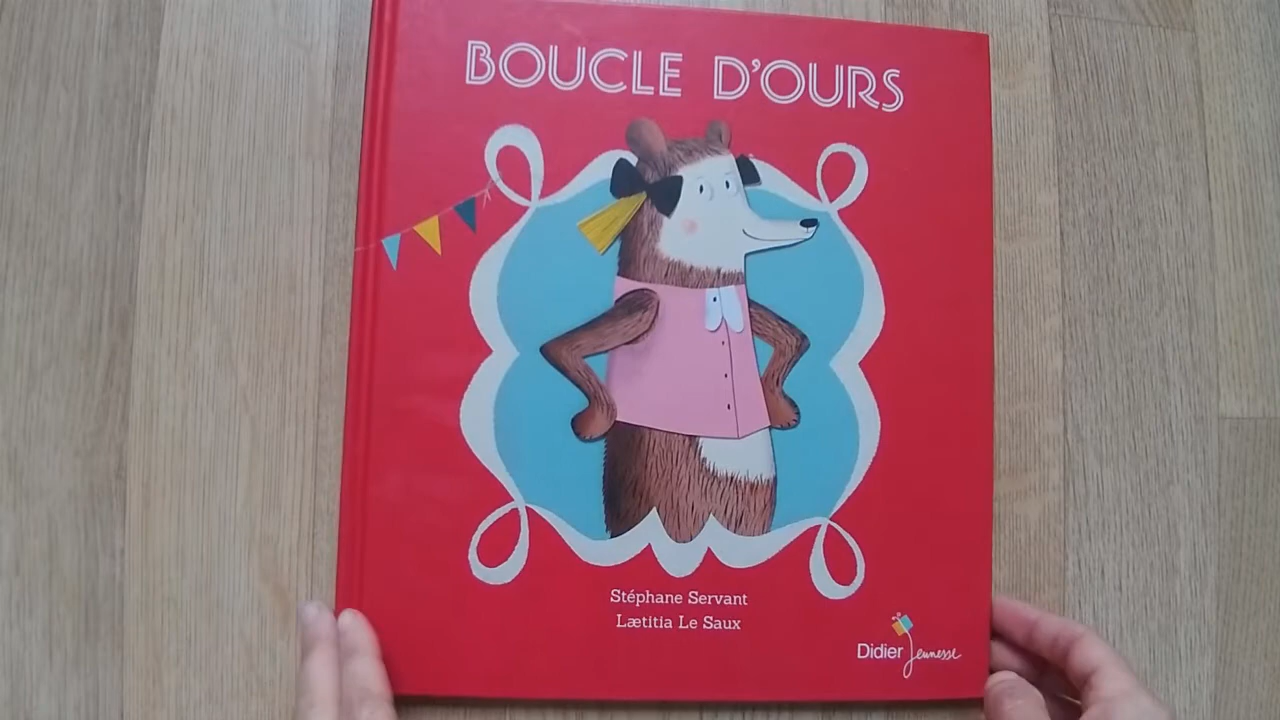 BOUCLE D'OURS
Stéphane Servant
Lætitia Le Saux
Didier Jeunesse